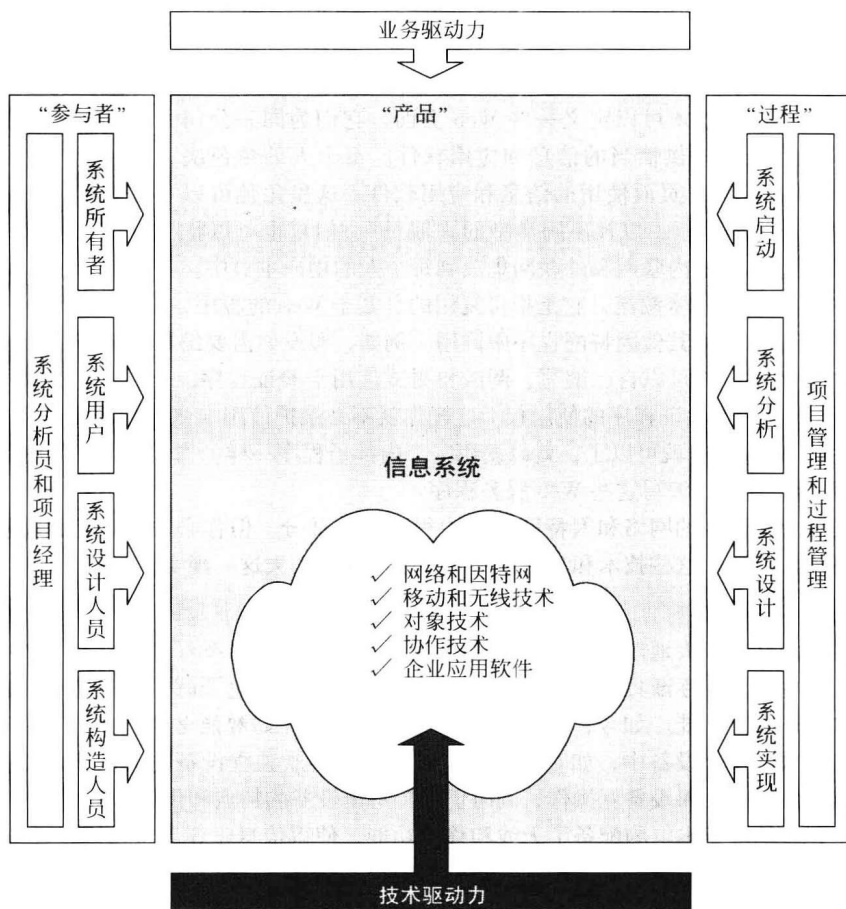 业务驱动力
“参与者”
系统分析员和项目经理
系统所有者
系统用户
系统设计人员
系统构造人员
“产品”
信息系统
✓ 网络和因特网
✓ 移动和无线技术
✓ 对象技术
✓ 协作技术
✓ 企业应用软件
“过程”
系统启动
系统分析
系统设计
系统实现
项目管理和过程管理
技术驱动力